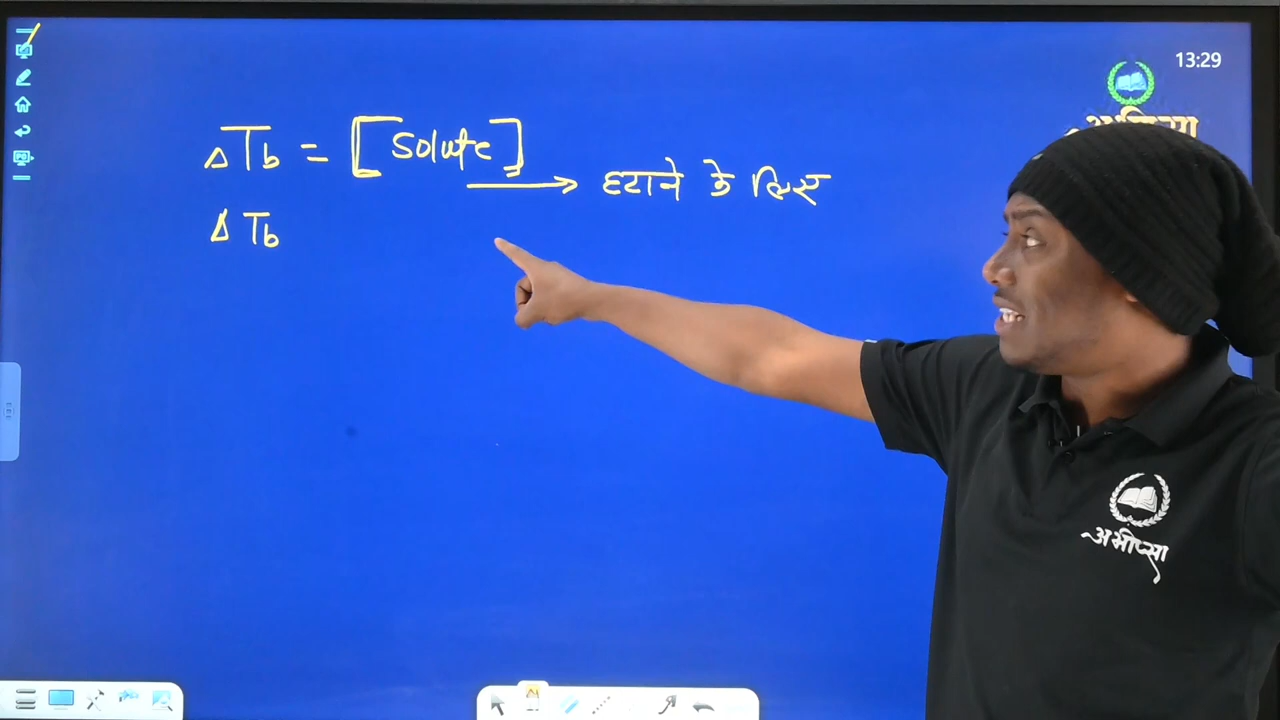 13:29
ΔTb = [Solute]
→ हटाने के लिए
ΔTb
अभीप्सा